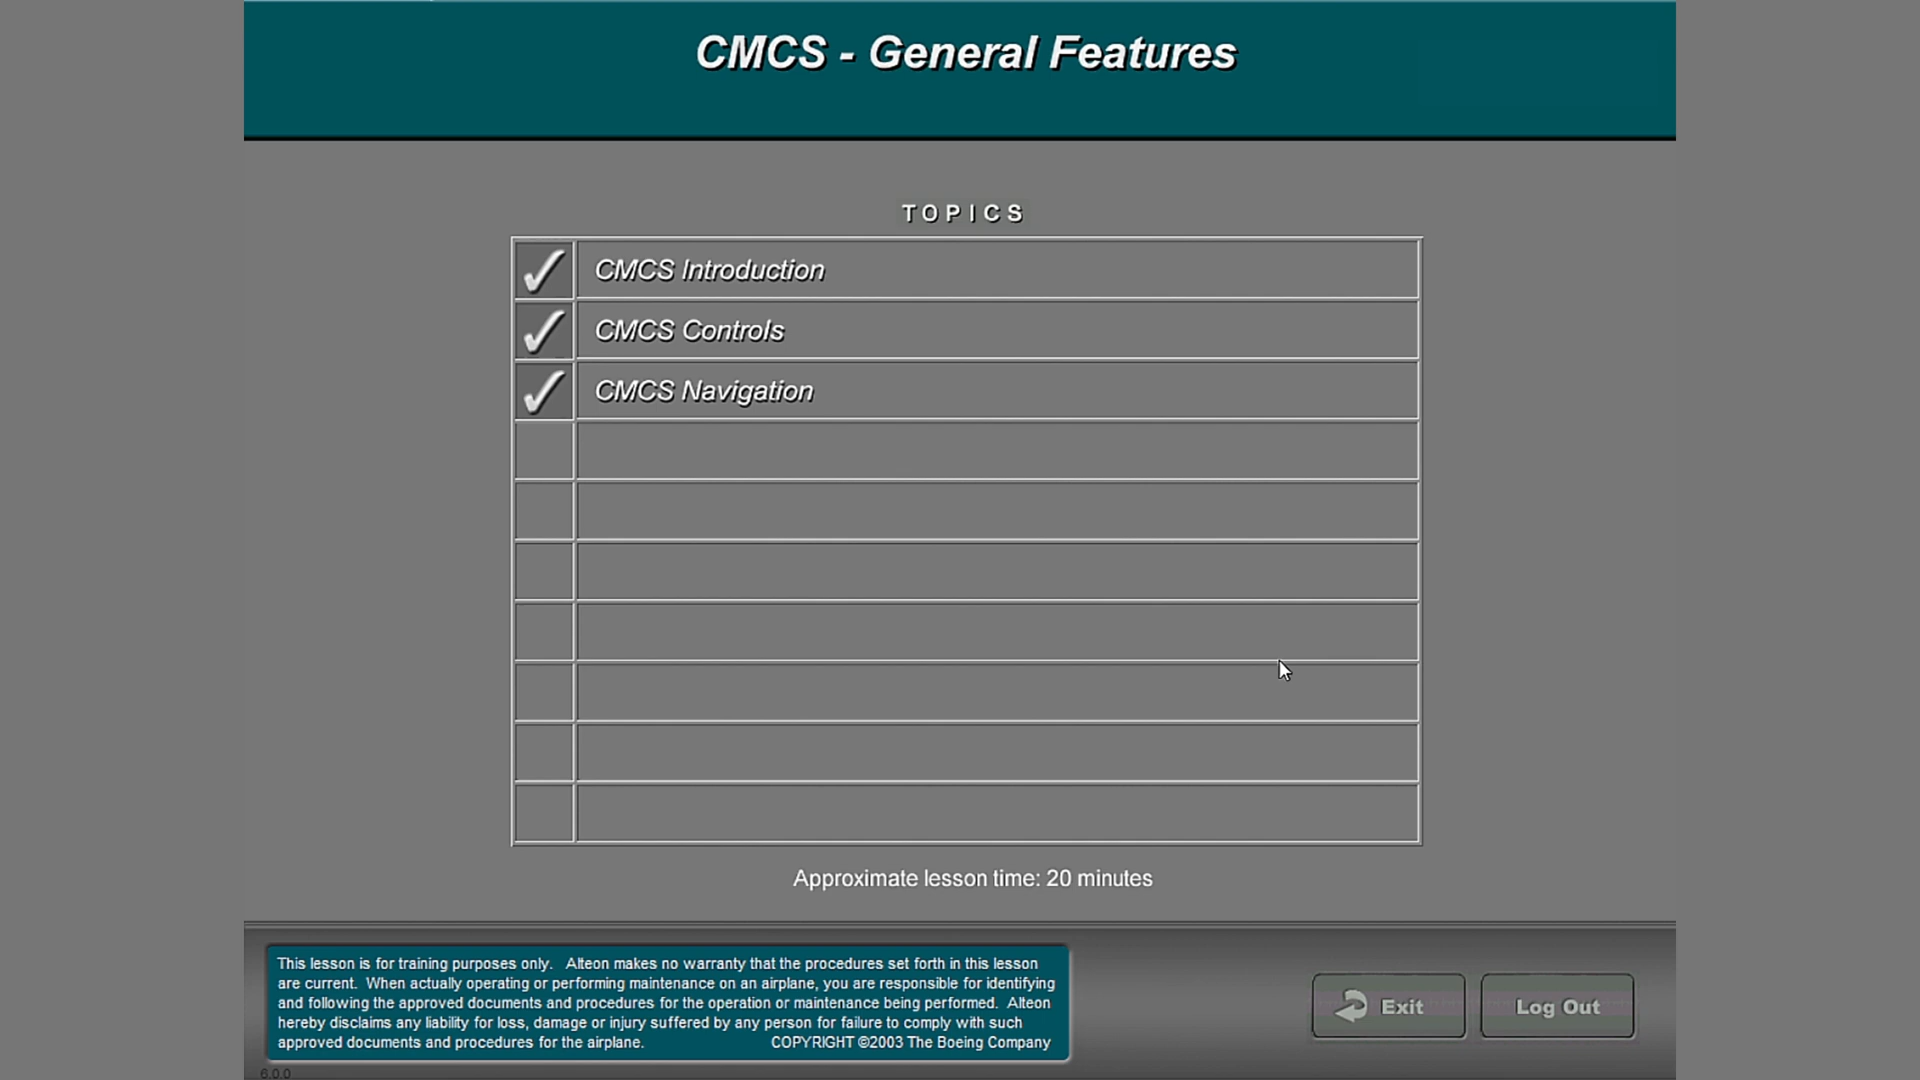 CMCS - General Features
TOPICS
CMCS Introduction
CMCS Controls
CMCS Navigation
Approximate lesson time: 20 minutes
This lesson is for training purposes only. Alteon makes no warranty that the procedures set forth in this lesson
are current. When actually operating or performing maintenance on an airplane, you are responsible for identifying
and following the approved documents and procedures for the operation or maintenance being performed. Alteon
hereby disclaims any liability for loss, damage or injury suffered by any person for failure to comply with such
approved documents and procedures for the airplane. COPYRIGHT ©2003 The Boeing Company
Exit
Log Out
6.0.0